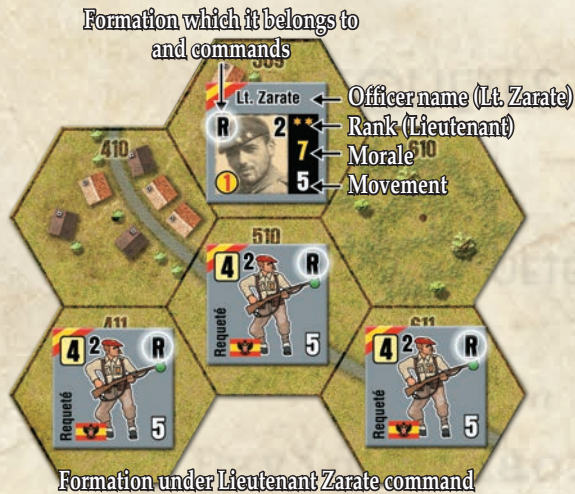 Formation which it belongs to
and commands
509
Lt. Zarate
Officer name (Lt. Zarate)
R 2 **
Rank (Lieutenant)
7
Morale
1 5
Movement
410
610
510
4 2 R
Requeté
5
411
4 2 R
Requeté
5
611
4 2 R
Requeté
5
Formation under Lieutenant Zarate command